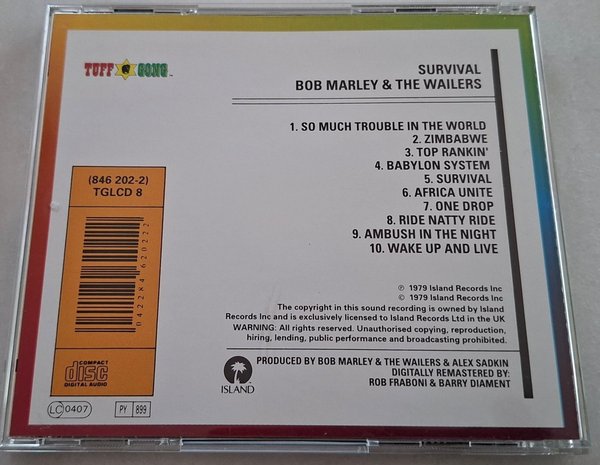 TUFF GONG™
SURVIVAL
BOB MARLEY & THE WAILERS
1. SO MUCH TROUBLE IN THE WORLD
2. ZIMBABWE
3. TOP RANKIN'
4. BABYLON SYSTEM
5. SURVIVAL
6. AFRICA UNITE
7. ONE DROP
8. RIDE NATTY RIDE
9. AMBUSH IN THE NIGHT
10. WAKE UP AND LIVE
(846 202-2)
TGLCD 8
042284620222
COMPACT
disc
DIGITAL AUDIO
LC 0407
PY 899
℗ 1979 Island Records Inc
© 1979 Island Records Inc
The copyright in this sound recording is owned by Island
Records Inc and is exclusively licensed to Island Records Ltd in the UK
WARNING: All rights reserved. Unauthorised copying, reproduction,
hiring, lending, public performance and broadcasting prohibited.
ISLAND
PRODUCED BY BOB MARLEY & THE WAILERS & ALEX SADKIN
DIGITALLY REMASTERED BY:
ROB FRABONI & BARRY DIAMENT